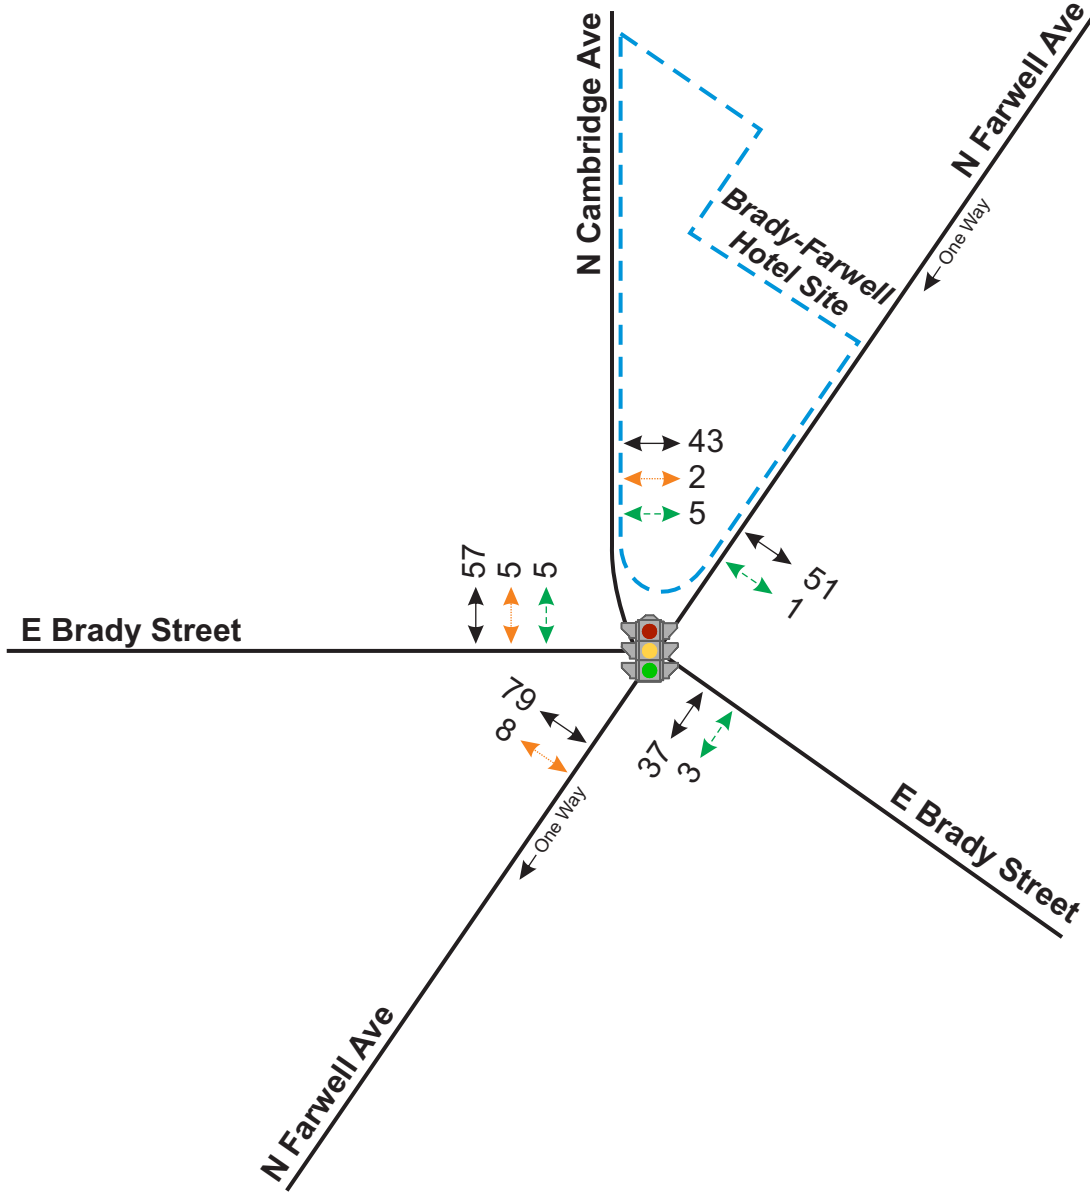 N Cambridge Ave
N Farwell Ave
One Way
Brady-Farwell
Hotel Site
43
2
5
51
1
57
5
5
E Brady Street
79
8
37
3
One Way
E Brady Street
N Farwell Ave